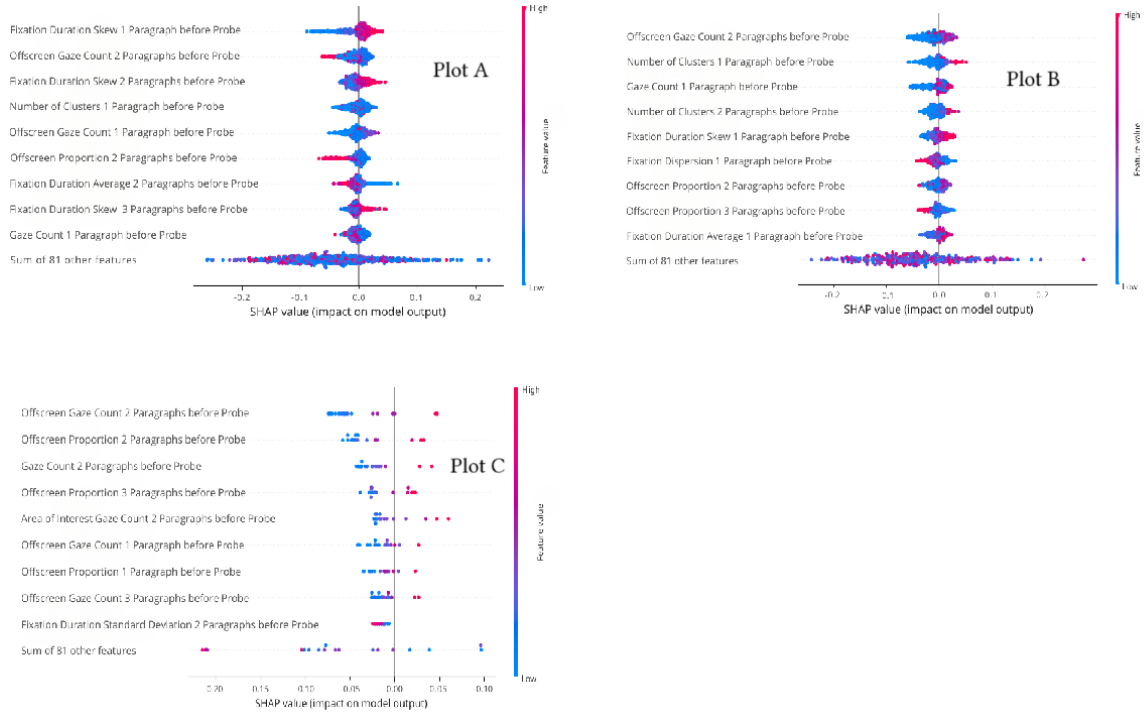 High
Fixation Duration Skew 1 Paragraph before Probe
Offscreen Gaze Count 2 Paragraphs before Probe
Plot A
Fixation Duration Skew 2 Paragraphs before Probe
Number of Clusters 1 Paragraph before Probe
Offscreen Gaze Count 1 Paragraph before Probe
Offscreen Proportion 2 Paragraphs before Probe
Fixation Duration Average 2 Paragraphs before Probe
Fixation Duration Skew 3 Paragraphs before Probe
Gaze Count 1 Paragraph before Probe
Sum of 81 other features
Feature value
Low
-0.2 -0.1 0.0 0.1 0.2
SHAP value (impact on model output)
High
Offscreen Gaze Count 2 Paragraphs before Probe
Number of Clusters 1 Paragraph before Probe
Plot B
Gaze Count 1 Paragraph before Probe
Number of Clusters 2 Paragraph before Probe
Fixation Duration Skew 1 Paragraph before Probe
Fixation Dispersion 1 Paragraph before Probe
Offscreen Proportion 2 Paragraphs before Probe
Offscreen Proportion 3 Paragraph before Probe
Fixation Duration Average 1 Paragraph before Probe
Sum of 81 other features
Feature value
Low
-0.2 -0.1 0.0 0.1 0.2
SHAP value (impact on model output)
High
Offscreen Gaze Count 2 Paragraphs before Probe
Offscreen Proportion 2 Paragraphs before Probe
Gaze Count 2 Paragraphs before Probe
Plot C
Offscreen Proportion 3 Paragraphs before Probe
Area of Interest Gaze Count 2 Paragraphs before Probe
Offscreen Gaze Count 1 Paragraph before Probe
Offscreen Proportion 1 Paragraph before Probe
Offscreen Gaze Count 3 Paragraphs before Probe
Fixation Duration Standard Deviation 2 Paragraphs before Probe
Sum of 81 other features
Feature value
Low
0.20 0.15 0.10 0.05 0.00 0.05 0.10
SHAP value (impact on model output)